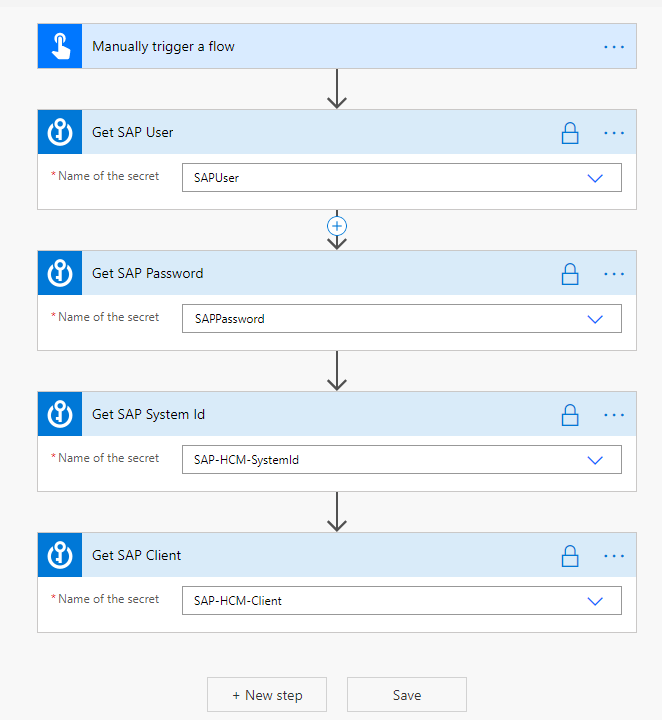 Manually trigger a flow
Get SAP User
* Name of the secret
SAPUser
Get SAP Password
* Name of the secret
SAPPassword
Get SAP System Id
* Name of the secret
SAP-HCM-SystemId
Get SAP Client
* Name of the secret
SAP-HCM-Client
+ New step
Save